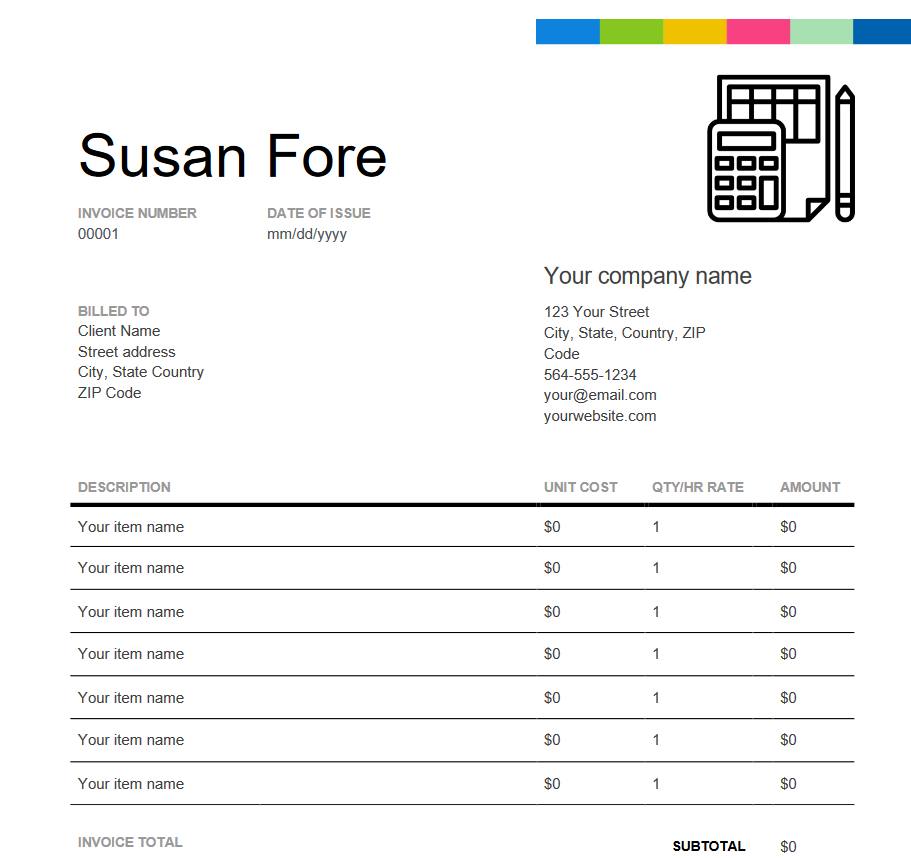 Susan Fore
INVOICE NUMBER DATE OF ISSUE
00001 mm/dd/yyyy
Your company name
BILLED TO
Client Name
Street address
City, State Country
ZIP Code
123 Your Street
City, State, Country, ZIP
Code
564-555-1234
your@email.com
yourwebsite.com
DESCRIPTION UNIT COST QTY/HR RATE AMOUNT
Your item name $0 1 $0
Your item name $0 1 $0
Your item name $0 1 $0
Your item name $0 1 $0
Your item name $0 1 $0
Your item name $0 1 $0
Your item name $0 1 $0
INVOICE TOTAL SUBTOTAL $0